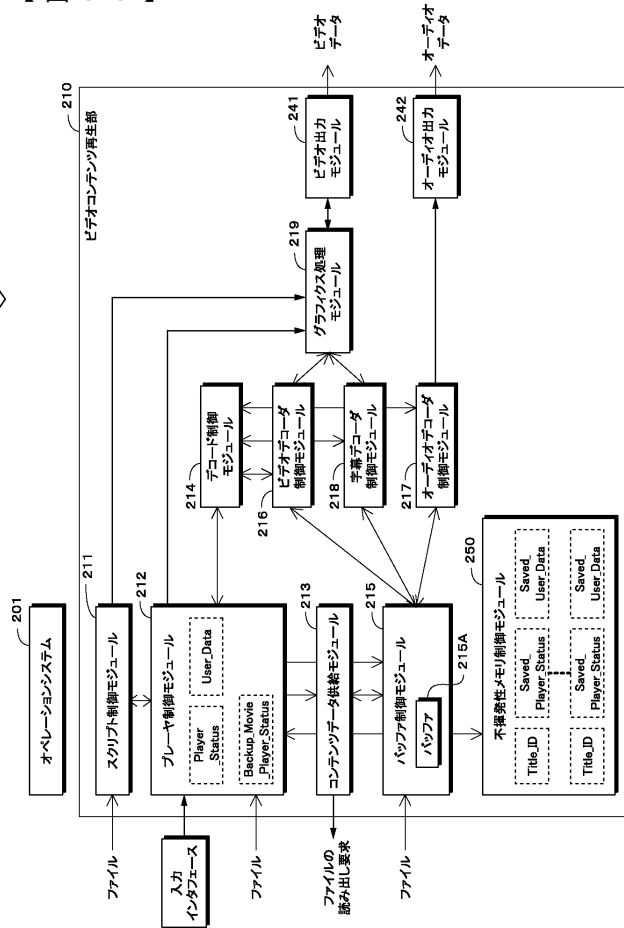 210
ビデオコンテンツ再生部
201
オペレーションシステム
211
スクリプト制御モジュール
ファイル
212
プレーヤ制御モジュール
Player_
Status
User_Data
Backup_Movie
_Player_Status
入力
インタフェース
ファイル
213
コンテンツデータ供給モジュール
ファイルの
読み出し要求
215
バッファ制御モジュール
215A
バッファ
ファイル
250
不揮発性メモリ制御モジュール
Title_ID
Saved_
Player_Status
Saved_
User_Data
Title_ID
Saved_
Player_Status
Saved_
User_Data
214
デコード制御
モジュール
216
ビデオデコーダ
制御モジュール
218
字幕デコーダ
制御モジュール
217
オーディオデコーダ
制御モジュール
219
グラフィクス処理
モジュール
241
ビデオ出力
モジュール
ビデオ
データ
242
オーディオ出力
モジュール
オーディオ
データ